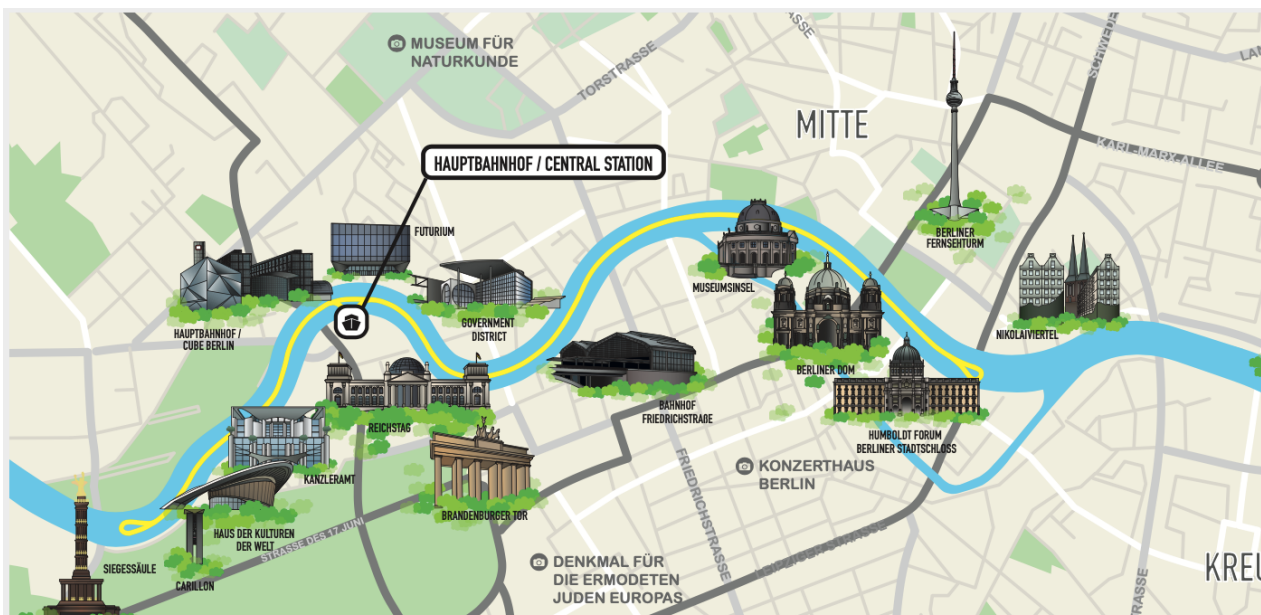 MUSEUM FÜR
NATURKUNDE
TORSTRASSE
MITTE
KARL-MARX-ALLEE
HAUPTBAHNHOF / CENTRAL STATION
FUTURIUM
BERLINER
FERNSEHTURM
MUSEUMSINSEL
GOVERNMENT
DISTRICT
HAUPTBAHNHOF /
CUBE BERLIN
NIKOLAIVIERTEL
BERLINER DOM
BAHNHOF
FRIEDRICHSTRAßE
REICHSTAG
HUMBOLDT FORUM
BERLINER STADTSCHLOSS
KANZLERAMT
KONZERTHAUS
BERLIN
FRIEDRICHSTRASSE
BRANDENBURGER TOR
HAUS DER KULTUREN
DER WELT
STRASSE DES 17. JUNI
SIEGESSÄULE
CARILLON
DENKMAL FÜR
DIE ERMODETEN
JUDEN EUROPAS
KREU